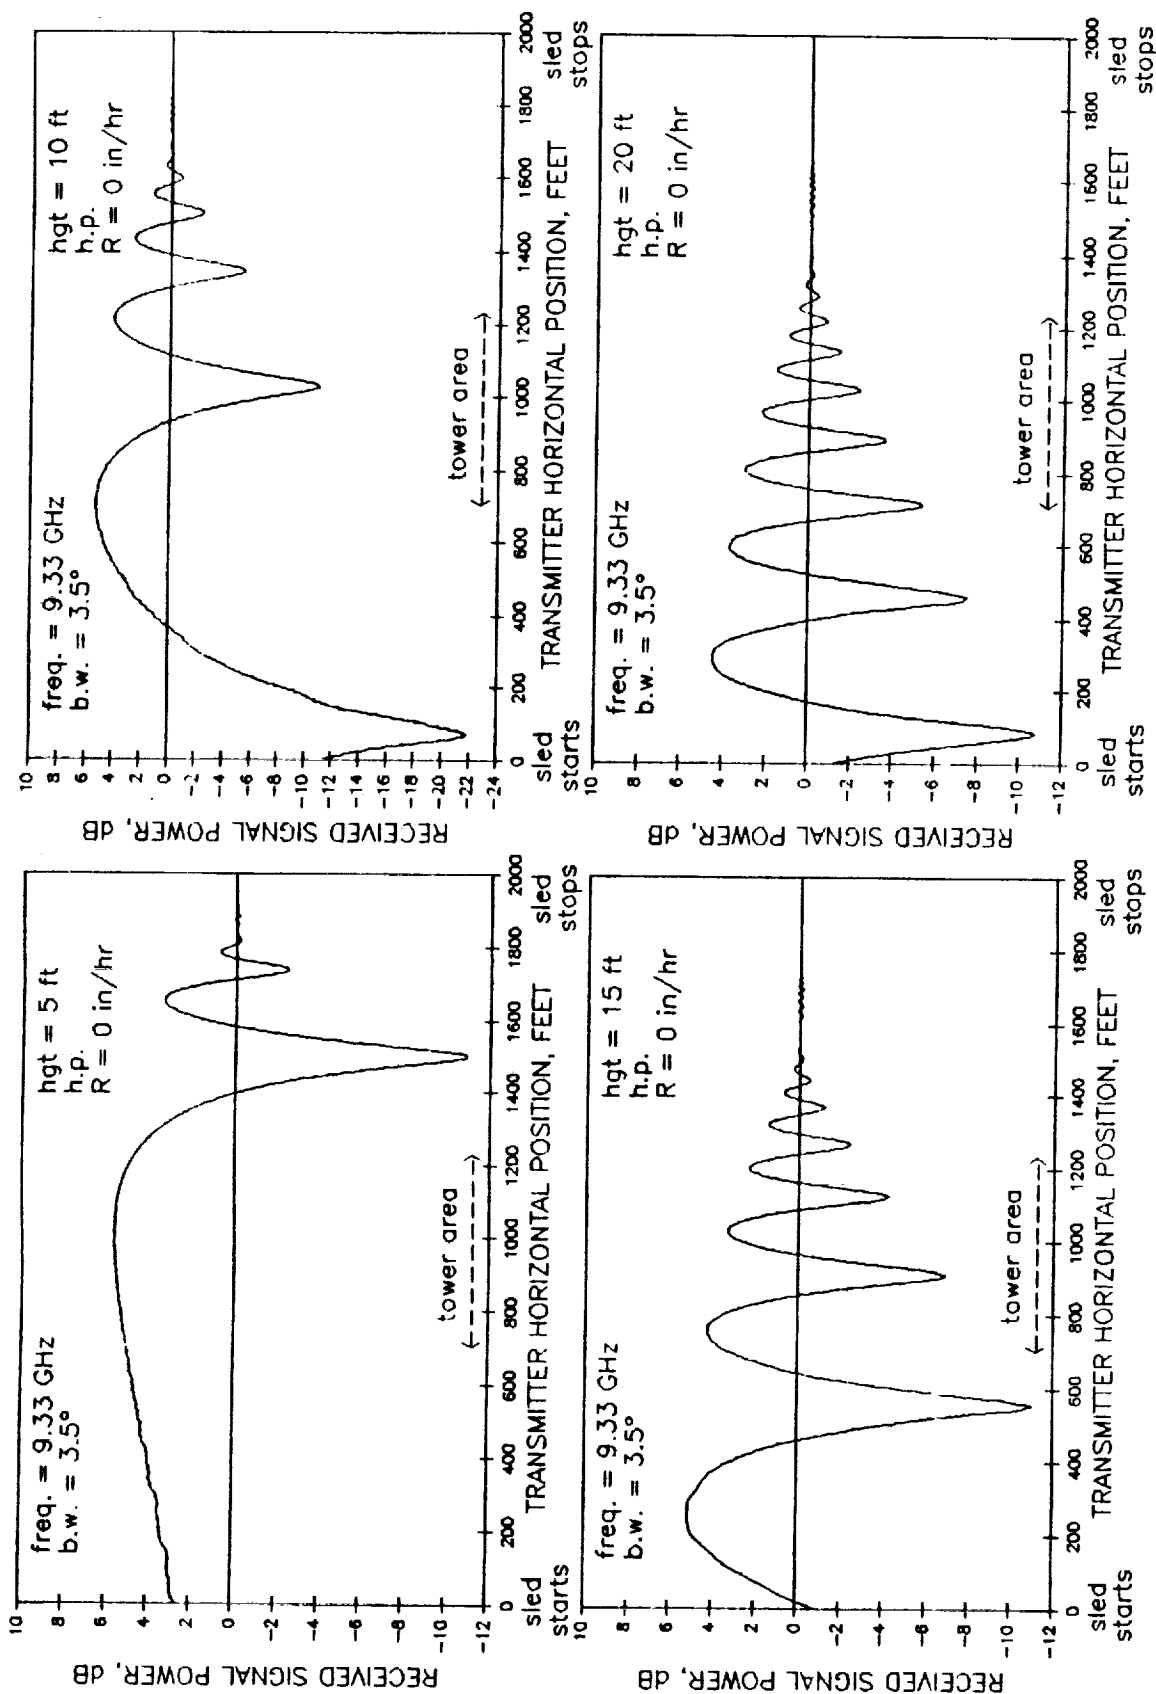 RECEIVED SIGNAL POWER, dB
10
8
6
4
2
0
-2
-4
-6
-8
-10
-12
freq. = 9.33 GHz
b.w. = 3.5°
hgt = 5 ft
h.p.
R = 0 in/hr
tower area
0 200 400 600 800 1000 1200 1400 1600 1800 2000
sled starts
TRANSMITTER HORIZONTAL POSITION, FEET
sled stops
RECEIVED SIGNAL POWER, dB
10
8
6
4
2
0
-2
-4
-6
-8
-10
-12
-14
-16
-18
-20
-22
-24
freq. = 9.33 GHz
b.w. = 3.5°
hgt = 10 ft
h.p.
R = 0 in/hr
tower area
0 200 400 600 800 1000 1200 1400 1600 1800 2000
sled starts
TRANSMITTER HORIZONTAL POSITION, FEET
sled stops
RECEIVED SIGNAL POWER, dB
10
8
6
4
2
0
-2
-4
-6
-8
-10
-12
freq. = 9.33 GHz
b.w. = 3.5°
hgt = 15 ft
h.p.
R = 0 in/hr
tower area
0 200 400 600 800 1000 1200 1400 1600 1800 2000
sled starts
TRANSMITTER HORIZONTAL POSITION, FEET
sled stops
RECEIVED SIGNAL POWER, dB
10
8
6
4
2
0
-2
-4
-6
-8
-10
-12
freq. = 9.33 GHz
b.w. = 3.5°
hgt = 20 ft
h.p.
R = 0 in/hr
tower area
0 200 400 600 800 1000 1200 1400 1600 1800 2000
sled starts
TRANSMITTER HORIZONTAL POSITION, FEET
sled stops